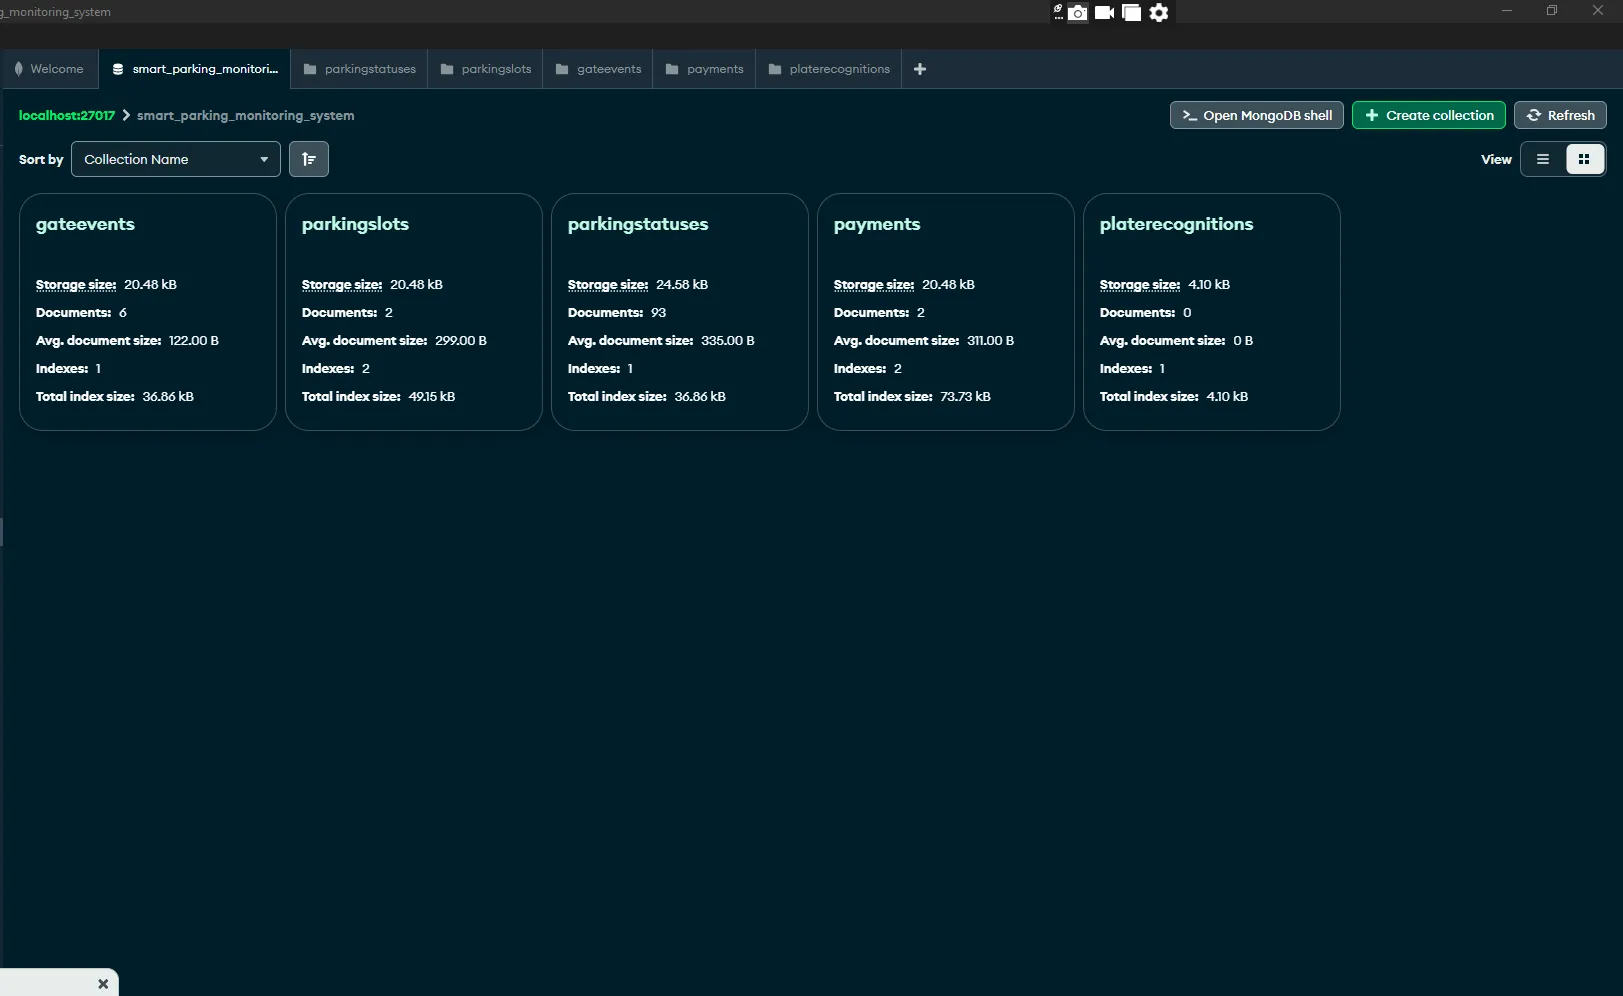 g_monitoring_system
Welcome
smart_parking_monitori...
parkingstatuses
parkingslots
gateevents
payments
platerecognitions
localhost:27017 > smart_parking_monitoring_system
Open MongoDB shell
Create collection
Refresh
Sort by
Collection Name
View
gateevents
Storage size: 20.48 kB
Documents: 6
Avg. document size: 122.00 B
Indexes: 1
Total index size: 36.86 kB
parkingslots
Storage size: 20.48 kB
Documents: 2
Avg. document size: 299.00 B
Indexes: 2
Total index size: 49.15 kB
parkingstatuses
Storage size: 24.58 kB
Documents: 93
Avg. document size: 335.00 B
Indexes: 1
Total index size: 36.86 kB
payments
Storage size: 20.48 kB
Documents: 2
Avg. document size: 311.00 B
Indexes: 2
Total index size: 73.73 kB
platerecognitions
Storage size: 4.10 kB
Documents: 0
Avg. document size: 0 B
Indexes: 1
Total index size: 4.10 kB